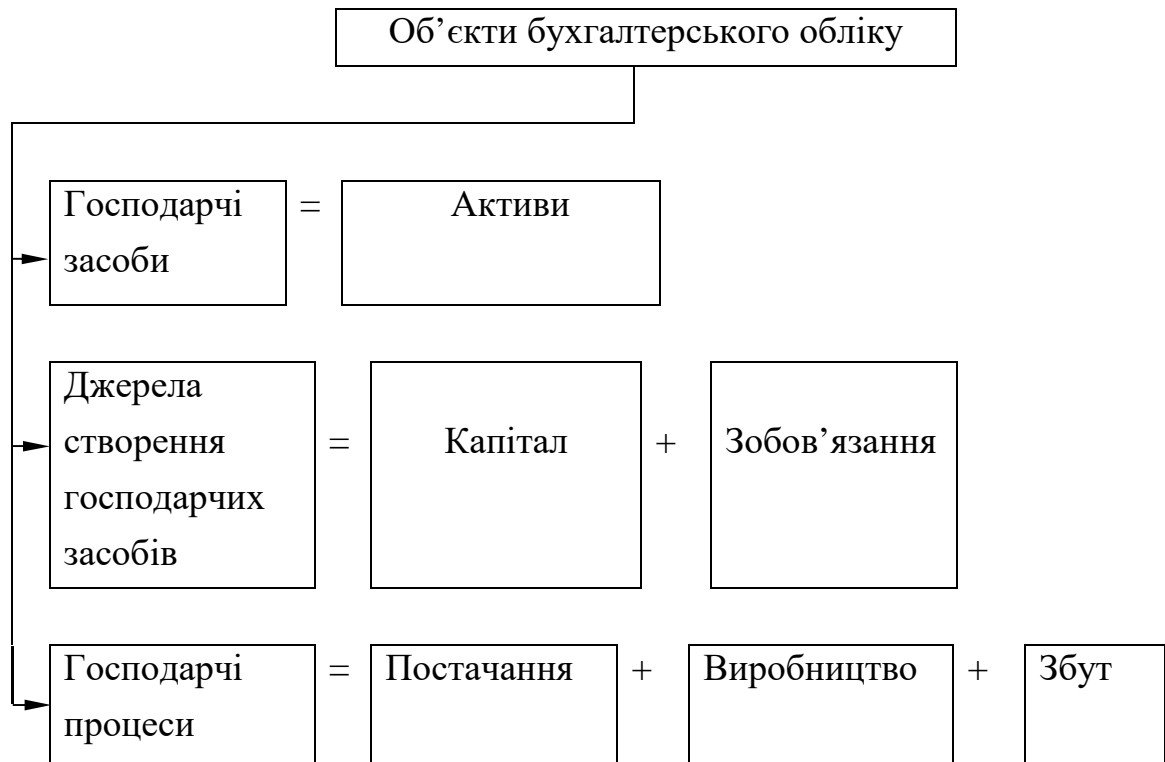 Об’єкти бухгалтерського обліку
Господарчі
засоби
=
Активи
Джерела
створення
господарчих
засобів
=
Капітал
+
Зобов’язання
Господарчі
процеси
=
Постачання
+
Виробництво
+
Збут